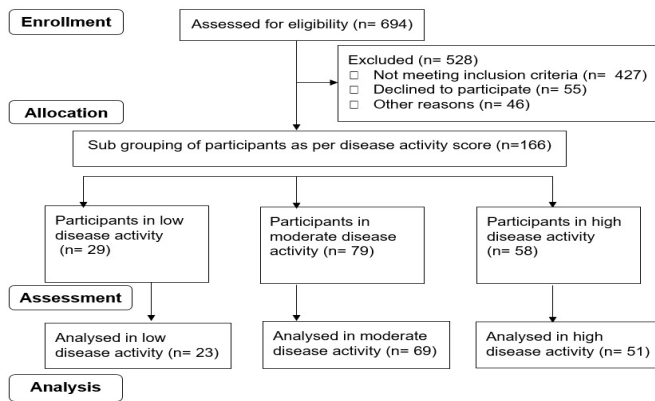 Enrollment
Assessed for eligibility (n= 694)
Excluded (n= 528)
□ Not meeting inclusion criteria (n= 427)
□ Declined to participate (n= 55)
□ Other reasons (n= 46)
Allocation
Sub grouping of participants as per disease activity score (n=166)
Participants in low
disease activity
(n= 29)
Participants in
moderate disease
activity (n= 79)
Participants in high
disease activity
(n= 58)
Assessment
Analysed in low
disease activity (n= 23)
Analysed in moderate
disease activity (n= 69)
Analysed in high
disease activity (n= 51)
Analysis